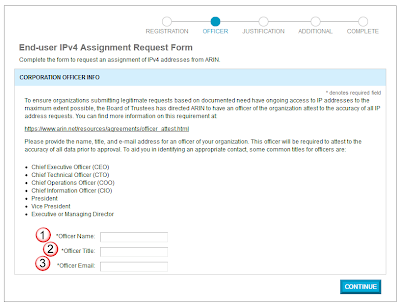 REGISTRATION OFFICER JUSTIFICATION ADDITIONAL COMPLETE
End-user IPv4 Assignment Request Form
Complete the form to request an assignment of IPv4 addresses from ARIN.
CORPORATION OFFICER INFO
* denotes required field
To ensure organizations submitting legitimate requests based on documented need have ongoing access to IP addresses to the
maximum extent possible, the Board of Trustees has directed ARIN to have an officer of the organization attest to the accuracy of all IP
address requests. You can find more information on this requirement at
https://www.arin.net/resources/agreements/officer_attest.html
Please provide the name, title, and e-mail address for an officer of your organization. This officer will be required to attest to the
accuracy of all data prior to approval. To aid you in identifying an appropriate contact, some common titles for officers are:
• Chief Executive Officer (CEO)
• Chief Technical Officer (CTO)
• Chief Operations Officer (COO)
• Chief Information Officer (CIO)
• President
• Vice President
• Executive or Managing Director
1 *Officer Name:
2 *Officer Title:
3 *Officer Email:
CONTINUE